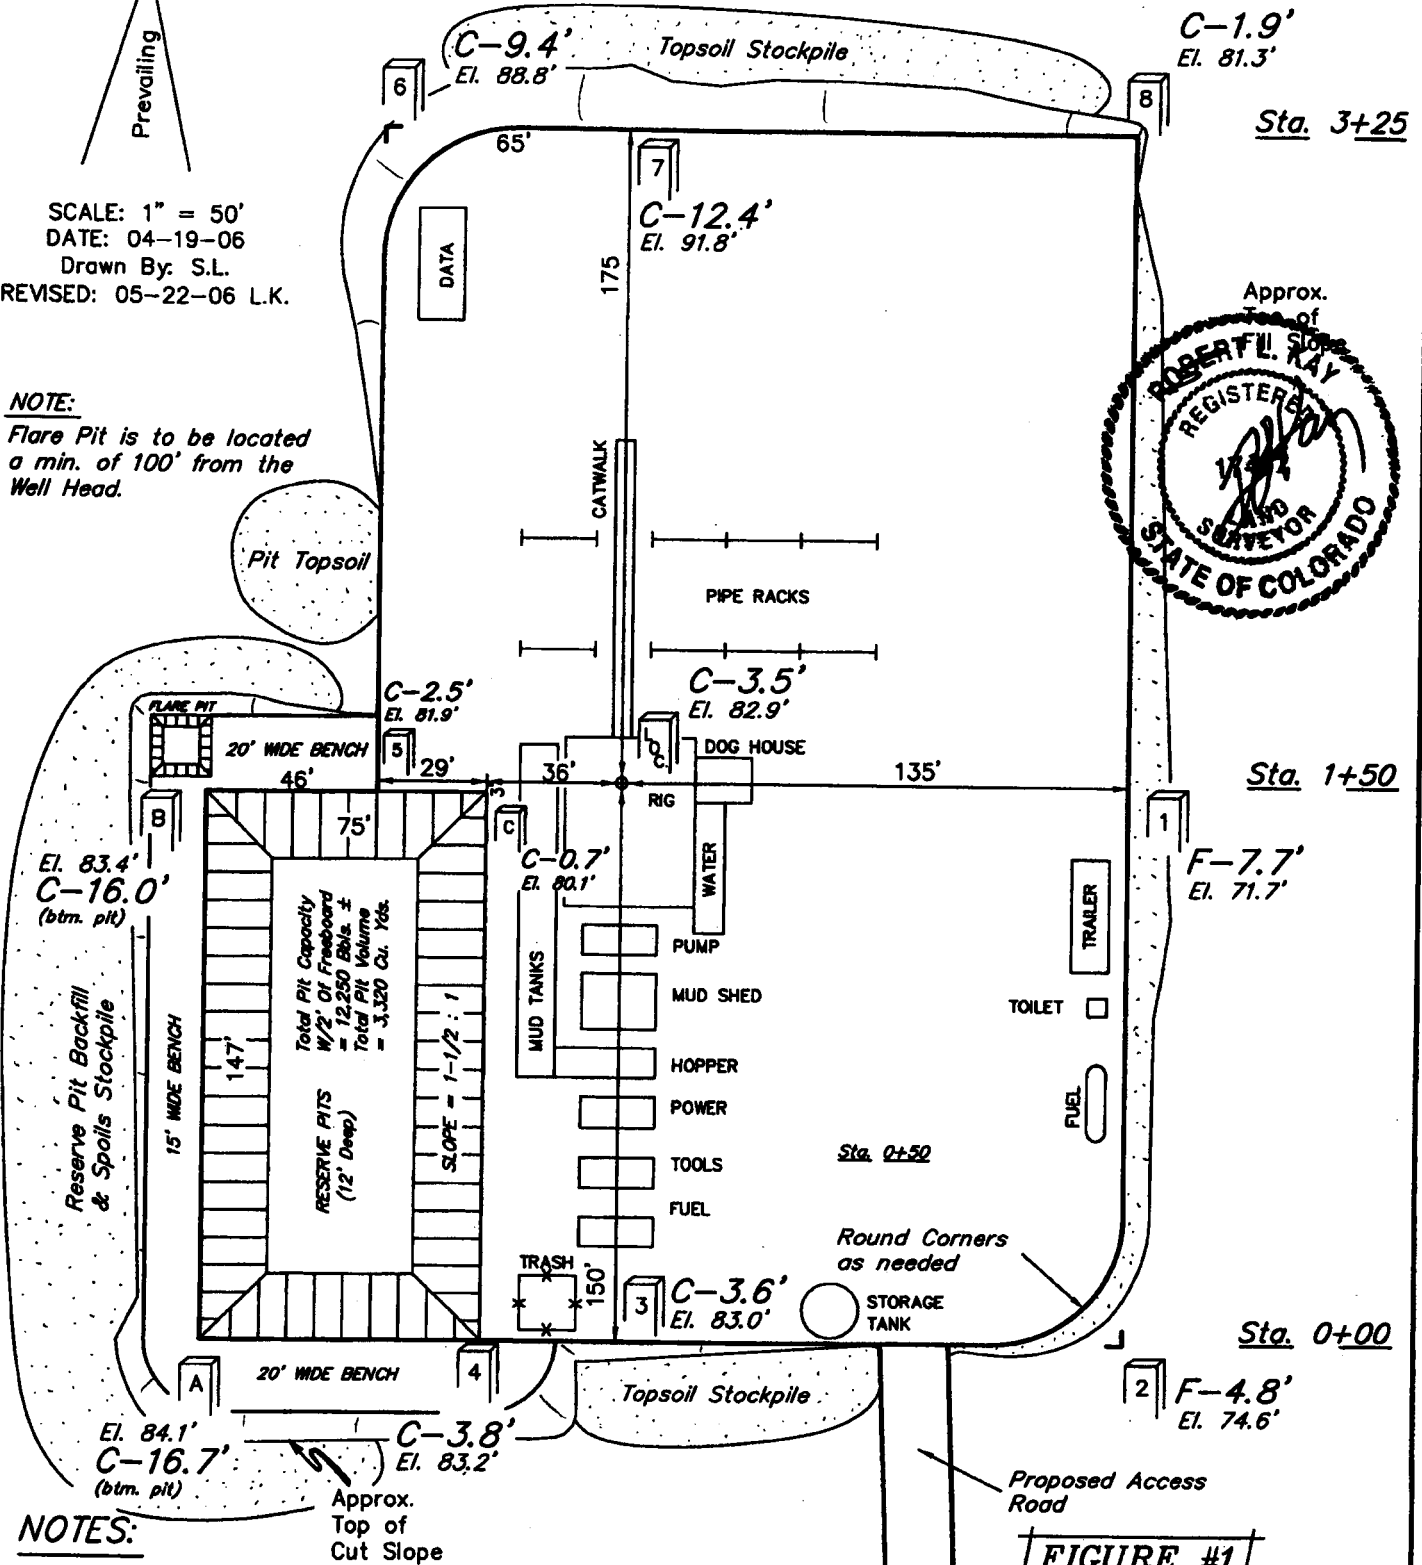 C-9.4'
El. 88.8'
Topsoil Stockpile
C-1.9'
El. 81.3'
Prevailing
6
8
Sta. 3+25
65'
7
C-12.4'
El. 91.8'
SCALE: 1" = 50'
DATE: 04-19-06
Drawn By: S.L.
REVISED: 05-22-06 L.K.
DATA
175
Approx.
Top of
Fill Slope
ROBERT L. KAY
REGISTERED
LAND
SURVEYOR
STATE OF COLORADO
NOTE:
Flare Pit is to be located
a min. of 100' from the
Well Head.
CATWALK
Pit Topsoil
PIPE RACKS
C-2.5'
El. 81.9'
C-3.5'
El. 82.9'
FLARE PIT
20' WIDE BENCH
5
LOC.
DOG HOUSE
46'
29'
36'
135'
Sta. 1+50
3'
RIG
B
75'
C
1
El. 83.4'
C-16.0'
(btm. pit)
C-0.7'
El. 80.1'
WATER
F-7.7'
El. 71.7'
TRAILER
Total Pit Capacity
W/2' Of Freeboard
= 12,250 Bbls. ±
Total Pit Volume
= 3,320 Cu. Yds.
PUMP
MUD TANKS
MUD SHED
TOILET
Reserve Pit Backfill
& Spoils Stockpile
15' WIDE BENCH
147'
RESERVE PITS
(12' Deep)
SLOPE = 1-1/2 : 1
HOPPER
POWER
FUEL
TOOLS
Sta. 0+50
FUEL
Round Corners
as needed
TRASH
150'
3
C-3.6'
El. 83.0'
STORAGE
TANK
Sta. 0+00
A
20' WIDE BENCH
4
Topsoil Stockpile
2
F-4.8'
El. 74.6'
El. 84.1'
C-16.7'
(btm. pit)
C-3.8'
El. 83.2'
Proposed Access
Road
Approx.
Top of
Cut Slope
NOTES:
FIGURE #1